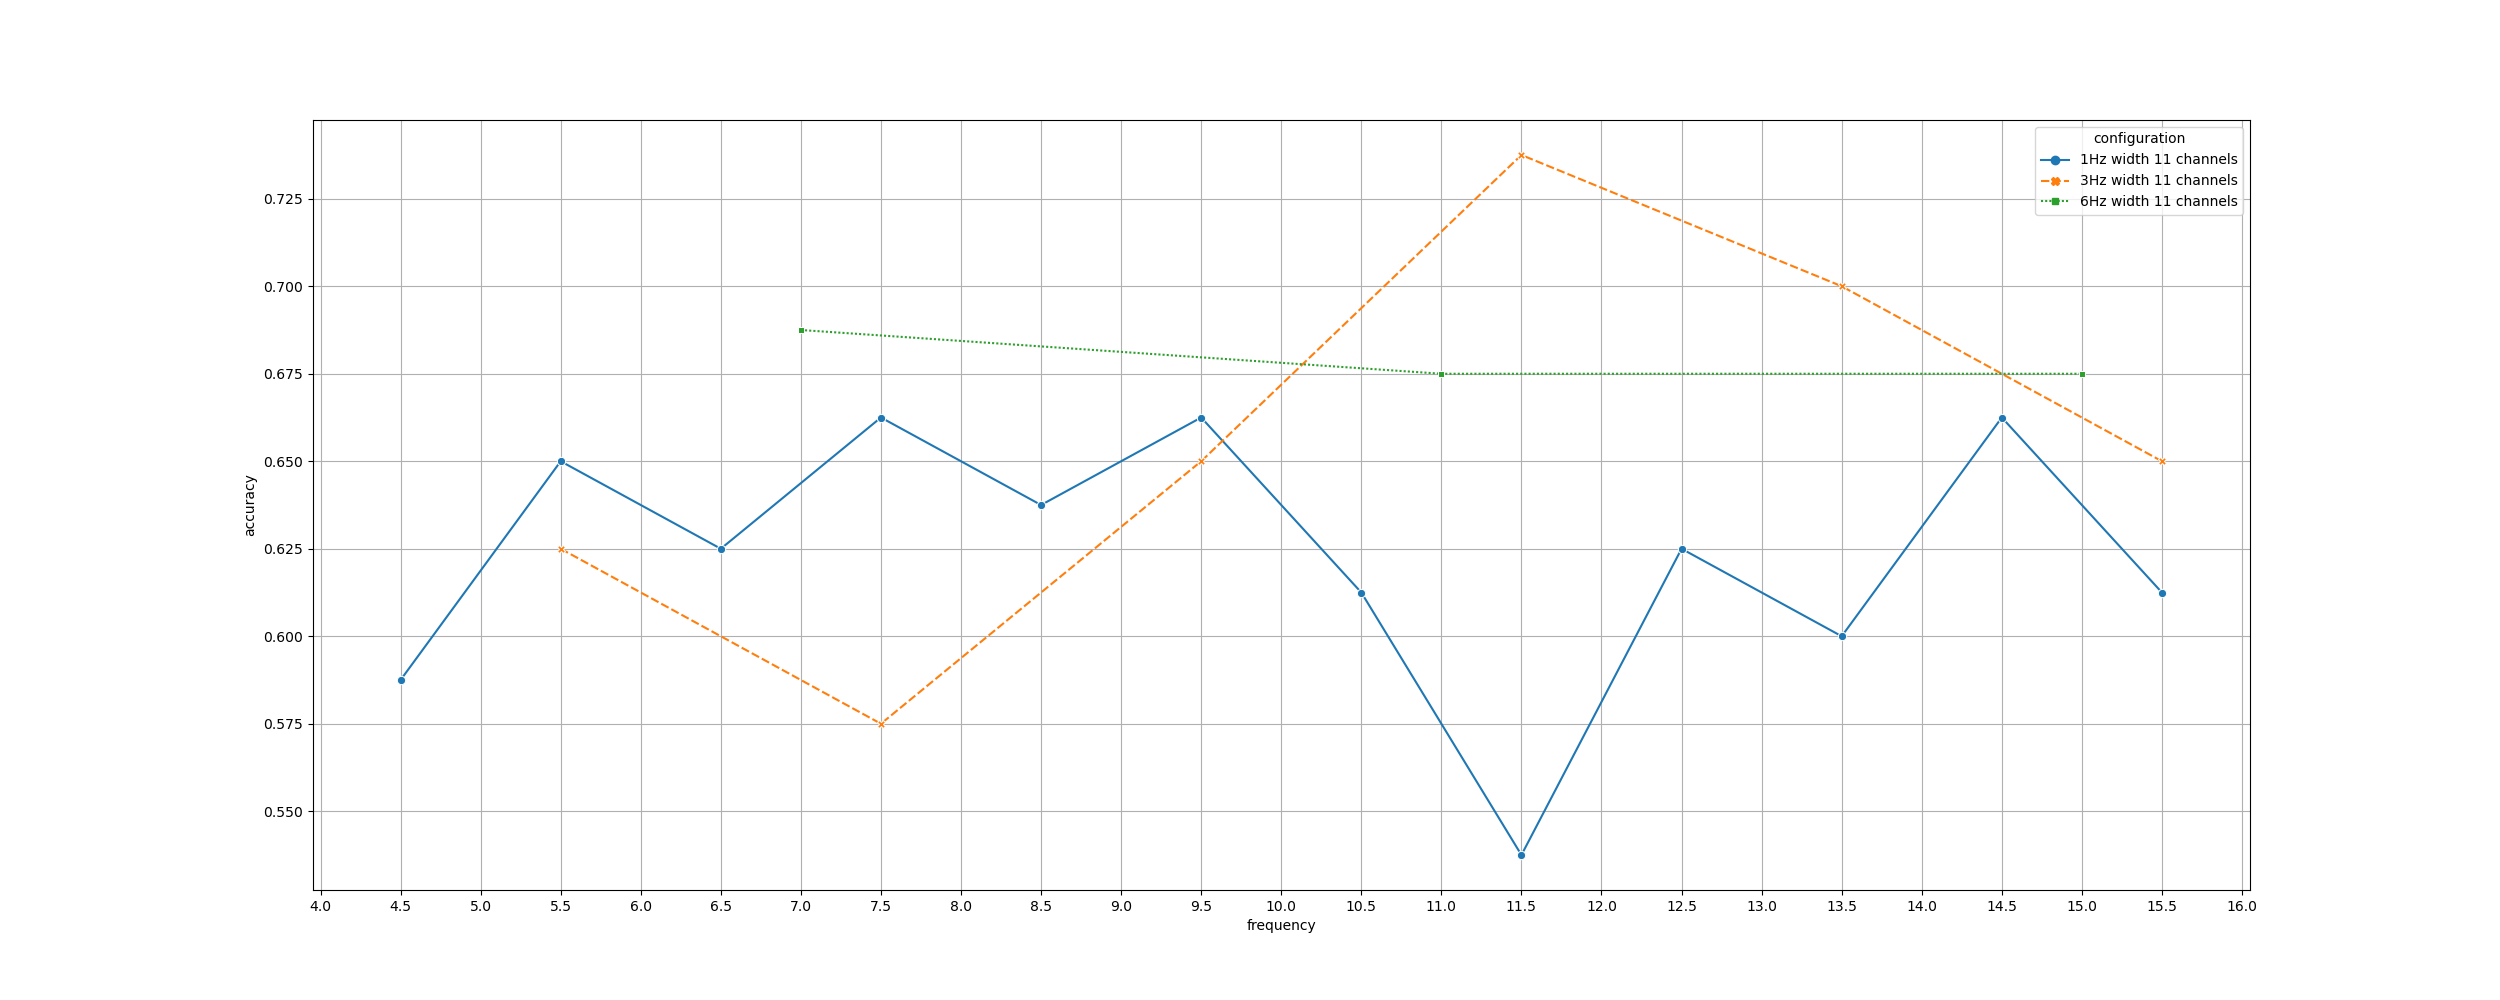 configuration
1Hz width 11 channels
3Hz width 11 channels
6Hz width 11 channels
0.725
0.700
0.675
0.650
0.625
0.600
0.575
0.550
accuracy
4.0 4.5 5.0 5.5 6.0 6.5 7.0 7.5 8.0 8.5 9.0 9.5 10.0 10.5 11.0 11.5 12.0 12.5 13.0 13.5 14.0 14.5 15.0 15.5 16.0
frequency